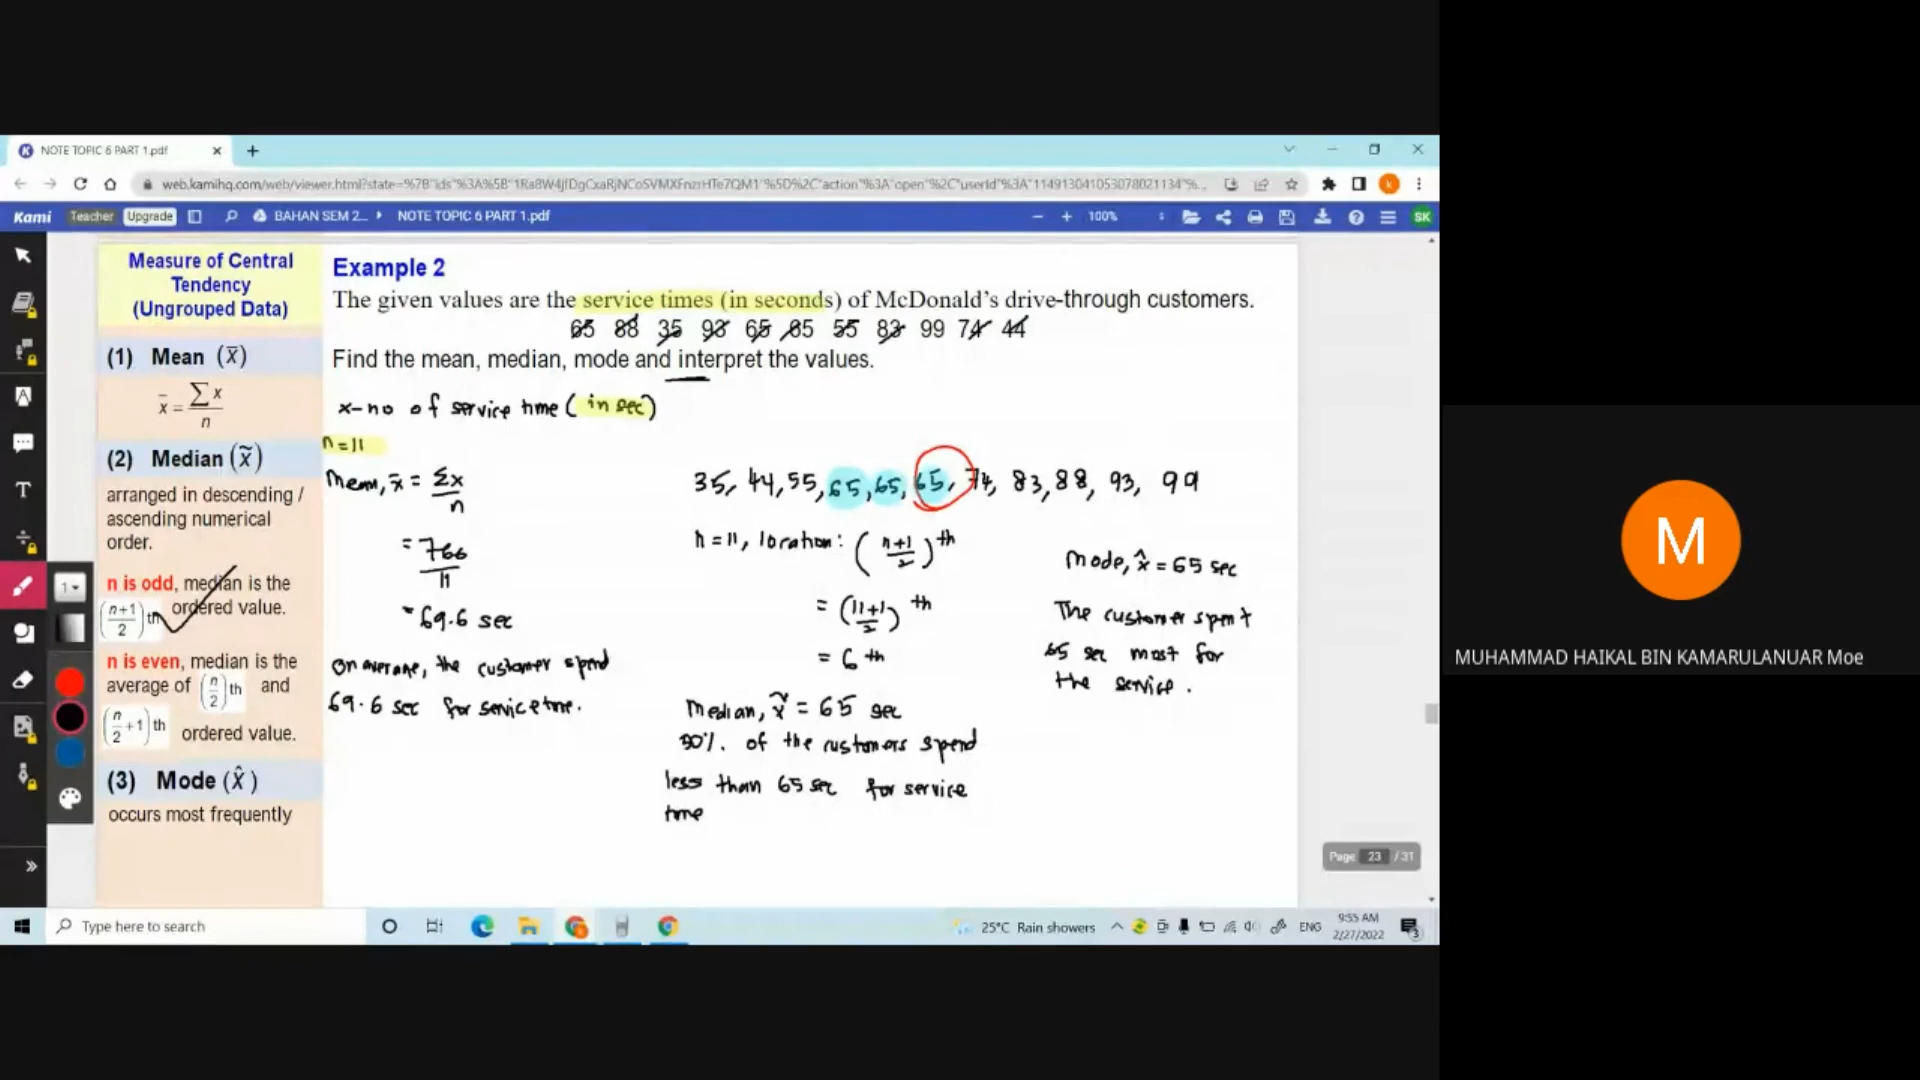 NOTE TOPIC 6 PART 1.pdf
Kami Teacher Upgrade BAHAN SEM 2... NOTE TOPIC 6 PART 1.pdf 100% SK
Measure of Central
Tendency
(Ungrouped Data)
(1) Mean (x̄)
x̄ = ∑x / n
(2) Median (x̃)
arranged in descending /
ascending numerical
order.
n is odd, median is the
((n+1)/2)th ordered value.
n is even, median is the
average of (n/2)th and
(n/2 + 1)th ordered value.
(3) Mode (x̂)
occurs most frequently
Example 2
The given values are the service times (in seconds) of McDonald's drive-through customers.
65 88 35 93 65 85 55 83 99 74 44
Find the mean, median, mode and interpret the values.
x-no of service time (in sec)
n = 11
Mean, x̄ = Σx / n
= 766 / 11
= 69.6 sec
On average, the customer spend
69.6 sec for service time.
35, 44, 55, 65, 65, 65, 74, 83, 88, 93, 99
n = 11, location: ((n+1)/2)th
= ((11+1)/2)th
= 6th
Median, x̃ = 65 sec
50% of the customers spend
less than 65 sec for service
time
Mode, x̂ = 65 sec
The customer spent
65 sec most for
the service.
Page 23 / 31
Type here to search
25°C Rain showers
ENG
9:55 AM
2/27/2022
M
MUHAMMAD HAIKAL BIN KAMARULANUAR Moe